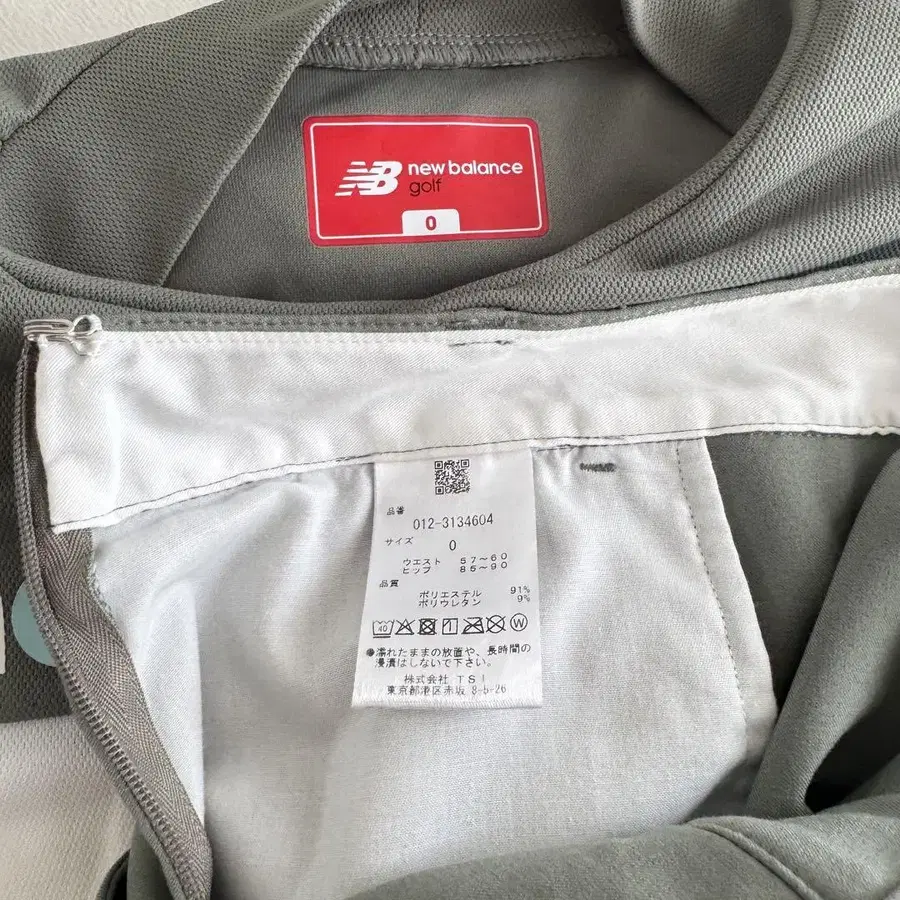 NB new balance
golf
0
品番
012-3134604
サイズ
0
ウエスト 57〜60
ヒップ 85〜90
品質
ポリエステル 91%
ポリウレタン 9%
40 W
●濡れたままの放置や、長時間の
浸漬はしないで下さい。
株式会社 TSI
東京都港区赤坂 8-5-26